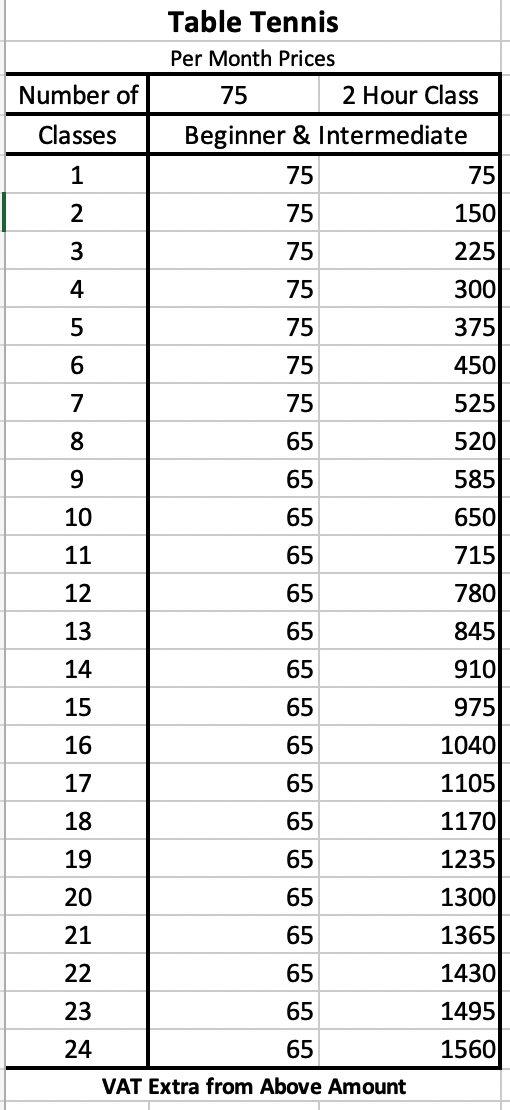 Table Tennis
Per Month Prices
Number of 75 2 Hour Class
Classes Beginner & Intermediate
1 75 75
2 75 150
3 75 225
4 75 300
5 75 375
6 75 450
7 75 525
8 65 520
9 65 585
10 65 650
11 65 715
12 65 780
13 65 845
14 65 910
15 65 975
16 65 1040
17 65 1105
18 65 1170
19 65 1235
20 65 1300
21 65 1365
22 65 1430
23 65 1495
24 65 1560
VAT Extra from Above Amount